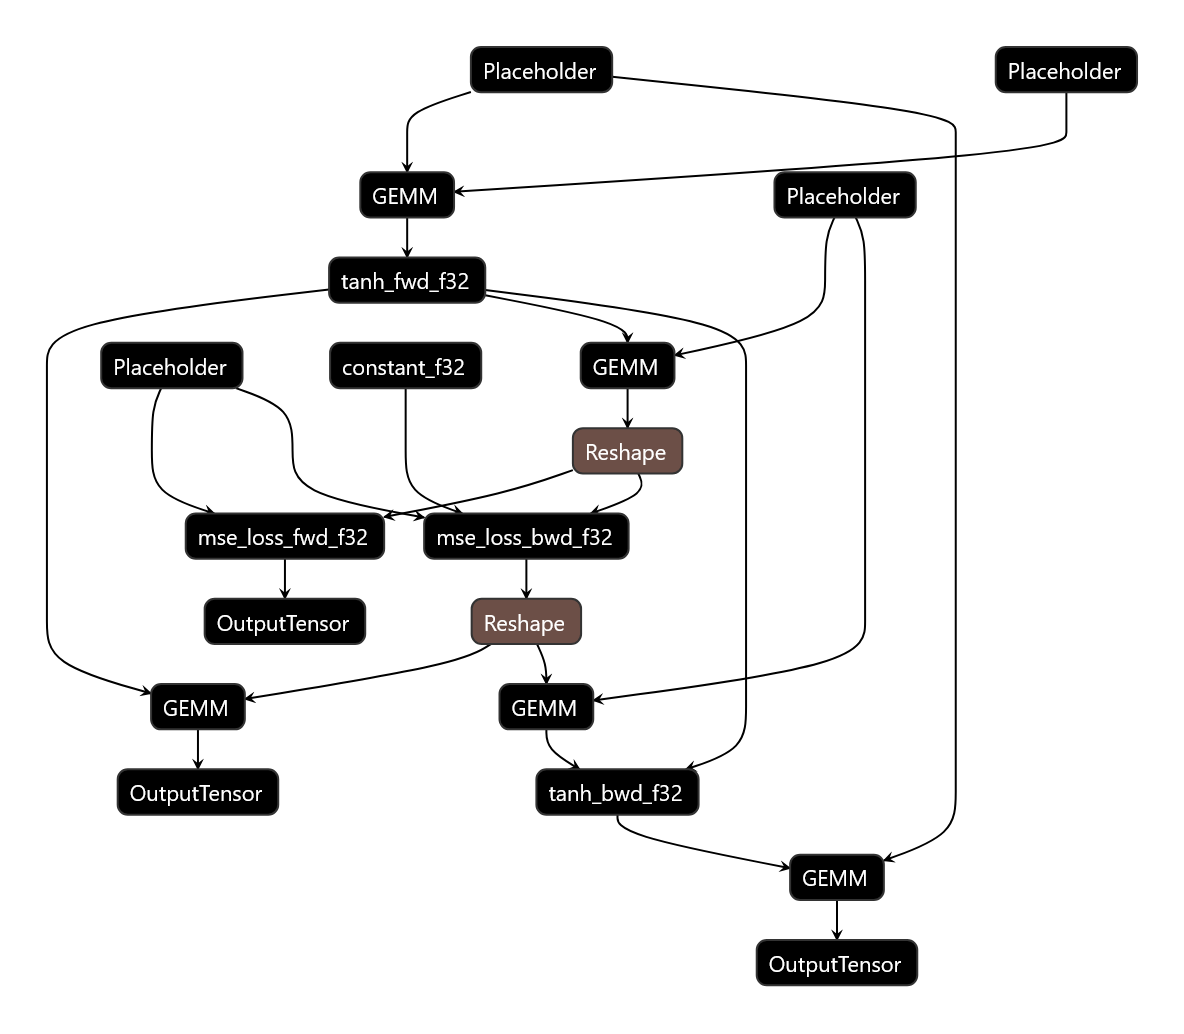 Placeholder
Placeholder
GEMM
Placeholder
tanh_fwd_f32
Placeholder
constant_f32
GEMM
Reshape
mse_loss_fwd_f32
mse_loss_bwd_f32
OutputTensor
Reshape
GEMM
GEMM
OutputTensor
tanh_bwd_f32
GEMM
OutputTensor